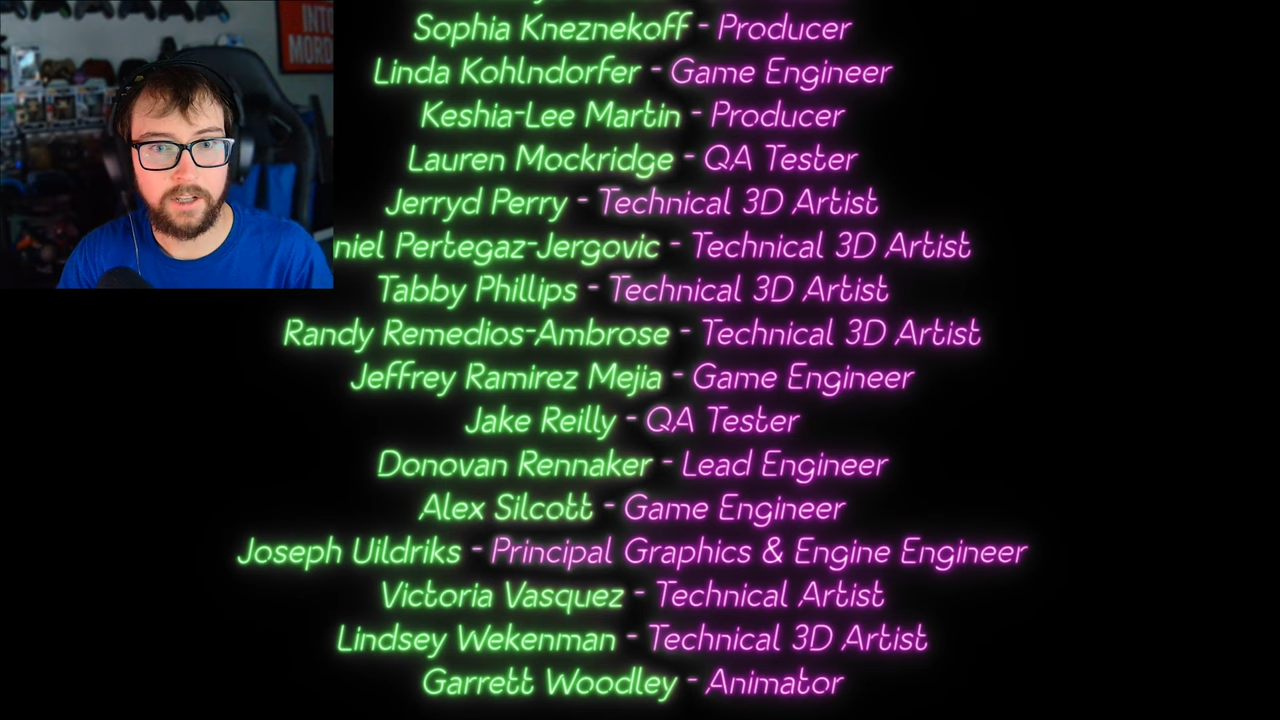 INTO
MORD
Sophia Kneznekoff - Producer
Linda Kohlndorfer - Game Engineer
Keshia-Lee Martin - Producer
Lauren Mockridge - QA Tester
Jerryd Perry - Technical 3D Artist
niel Pertegaz-Jergovic - Technical 3D Artist
Tabby Phillips - Technical 3D Artist
Randy Remedios-Ambrose - Technical 3D Artist
Jeffrey Ramirez Mejia - Game Engineer
Jake Reilly - QA Tester
Donovan Rennaker - Lead Engineer
Alex Silcott - Game Engineer
Joseph Uildriks - Principal Graphics & Engine Engineer
Victoria Vasquez - Technical Artist
Lindsey Wekenman - Technical 3D Artist
Garrett Woodley - Animator